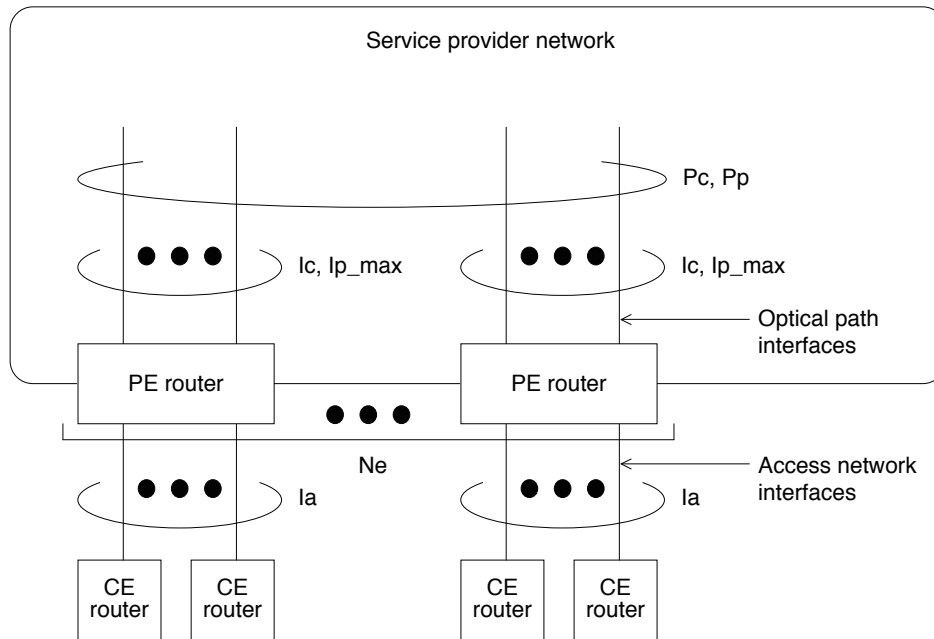 Service provider network
Pc, Pp
Ic, Ip_max
Ic, Ip_max
Optical path
interfaces
PE router
PE router
Ne
Access network
interfaces
Ia
Ia
CE
router
CE
router
CE
router
CE
router